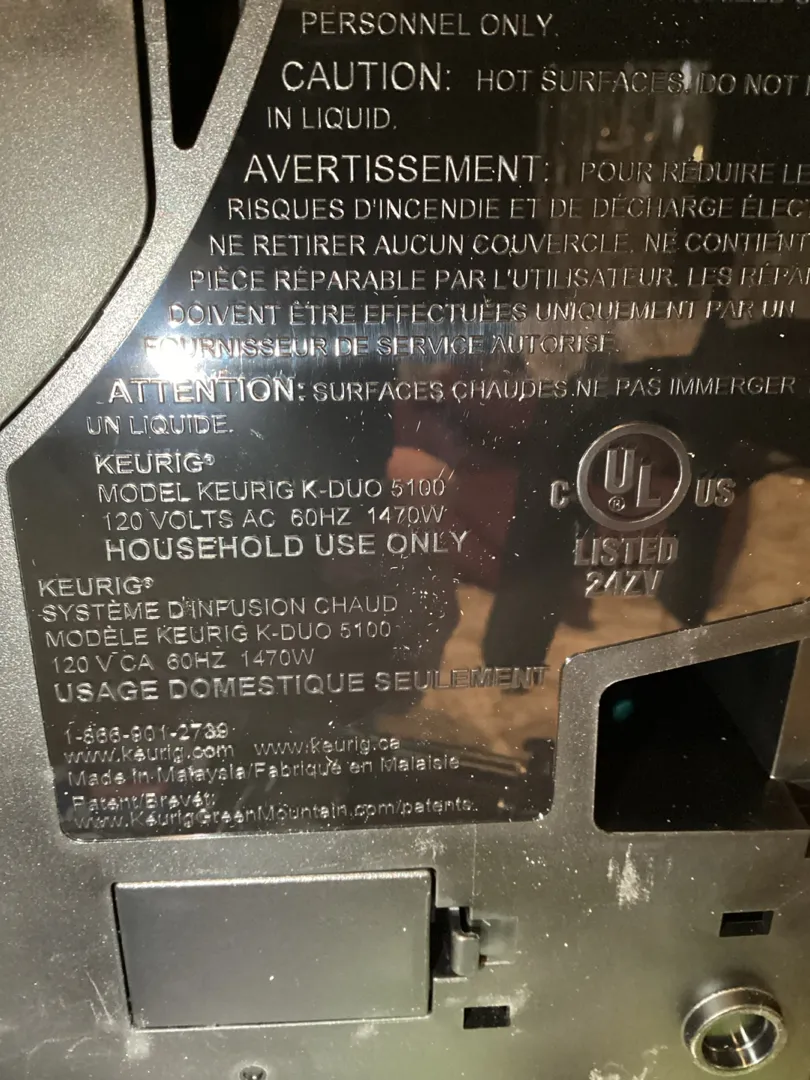 PERSONNEL ONLY.
CAUTION: HOT SURFACES. DO NOT
IN LIQUID.
AVERTISSEMENT: POUR RÉDUIRE LE
RISQUES D'INCENDIE ET DE DÉCHARGE ÉLEC
NE RETIRER AUCUN COUVERCLE. NE CONTIENT
PIÈCE RÉPARABLE PAR L'UTILISATEUR. LES RÉPA
DOIVENT ÊTRE EFFECTUÉES UNIQUEMENT PAR UN
FOURNISSEUR DE SERVICE AUTORISÉ.
ATTENTION: SURFACES CHAUDES. NE PAS IMMERGER
UN LIQUIDE.
KEURIG®
MODEL KEURIG K-DUO 5100
120 VOLTS AC 60HZ 1470W
HOUSEHOLD USE ONLY
C UL® US
LISTED
24ZV
KEURIG®
SYSTÈME D'INFUSION CHAUD
MODÈLE KEURIG K-DUO 5100
120 V CA 60HZ 1470W
USAGE DOMESTIQUE SEULEMENT
1-866-901-2739
www.keurig.com www.keurig.ca
Made in Malaysia/Fabriqué en Malaisie
Patent/Brevet:
www.KeurigGreenMountain.com/patents.